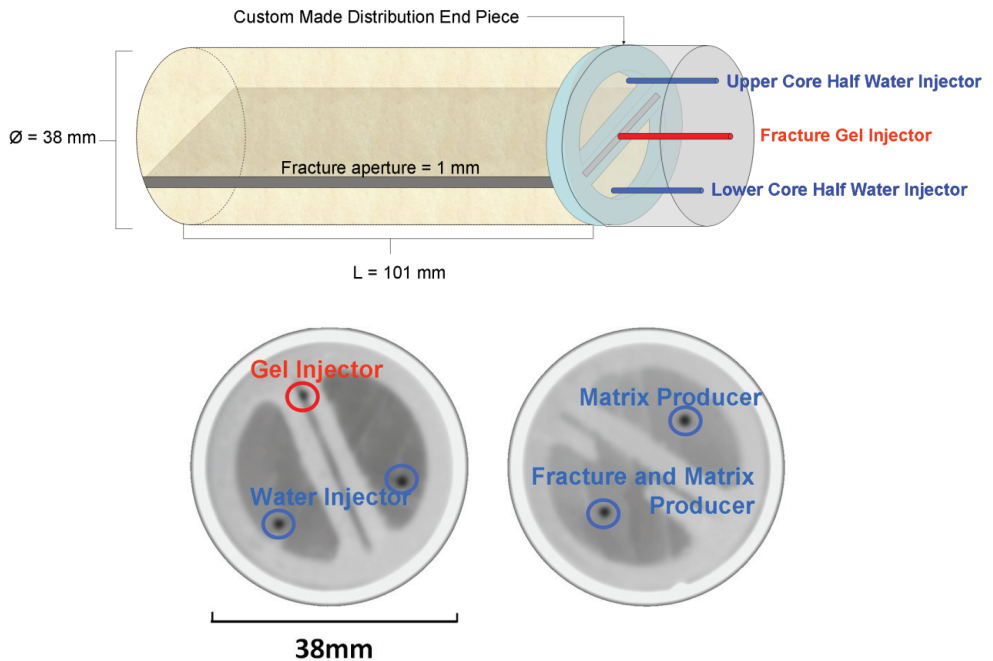 Custom Made Distribution End Piece
Upper Core Half Water Injector
Ø = 38 mm
Fracture Gel Injector
Fracture aperture = 1 mm
Lower Core Half Water Injector
L = 101 mm
Gel Injector
Water Injector
Matrix Producer
Fracture and Matrix
Producer
38mm